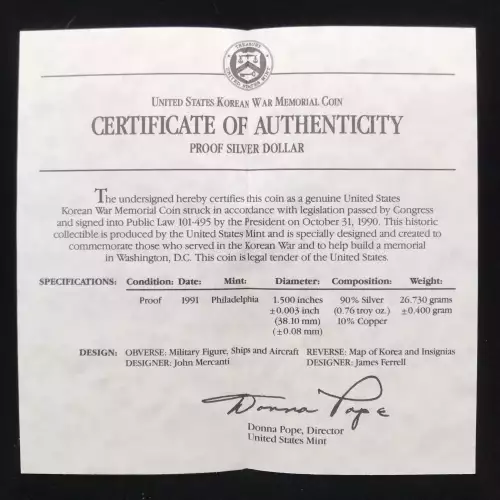 UNITED STATES KOREAN WAR MEMORIAL COIN
CERTIFICATE OF AUTHENTICITY
PROOF SILVER DOLLAR
The undersigned hereby certifies this coin as a genuine United States
Korean War Memorial Coin struck in accordance with legislation passed by Congress
and signed into Public Law 101-495 by the President on October 31, 1990. This historic
collectible is produced by the United States Mint and is specially designed and created to
commemorate those who served in the Korean War and to help build a memorial
in Washington, D.C. This coin is legal tender of the United States.
SPECIFICATIONS: Condition: Date: Mint: Diameter: Composition: Weight:
Proof 1991 Philadelphia 1.500 inches 90% Silver 26.730 grams
±0.003 inch (0.76 troy oz.) ±0.400 gram
(38.10 mm) 10% Copper
(±0.08 mm)
DESIGN: OBVERSE: Military Figure, Ships and Aircraft REVERSE: Map of Korea and Insignias
DESIGNER: John Mercanti DESIGNER: James Ferrell
Donna Pope
Donna Pope, Director
United States Mint